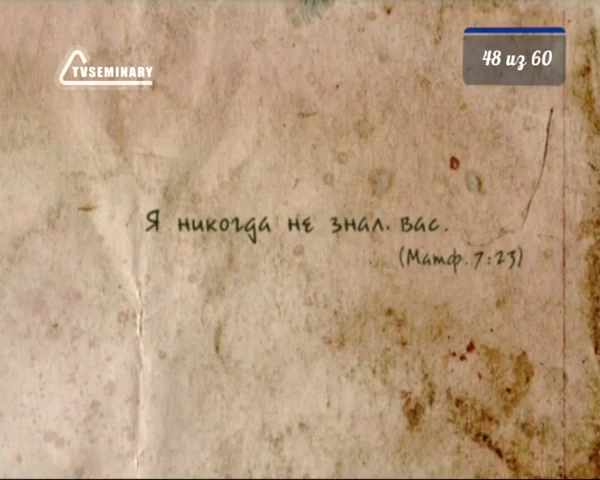 TVSEMINARY
48 из 60
Я никогда не знал. вас.
(Матф. 7:23)